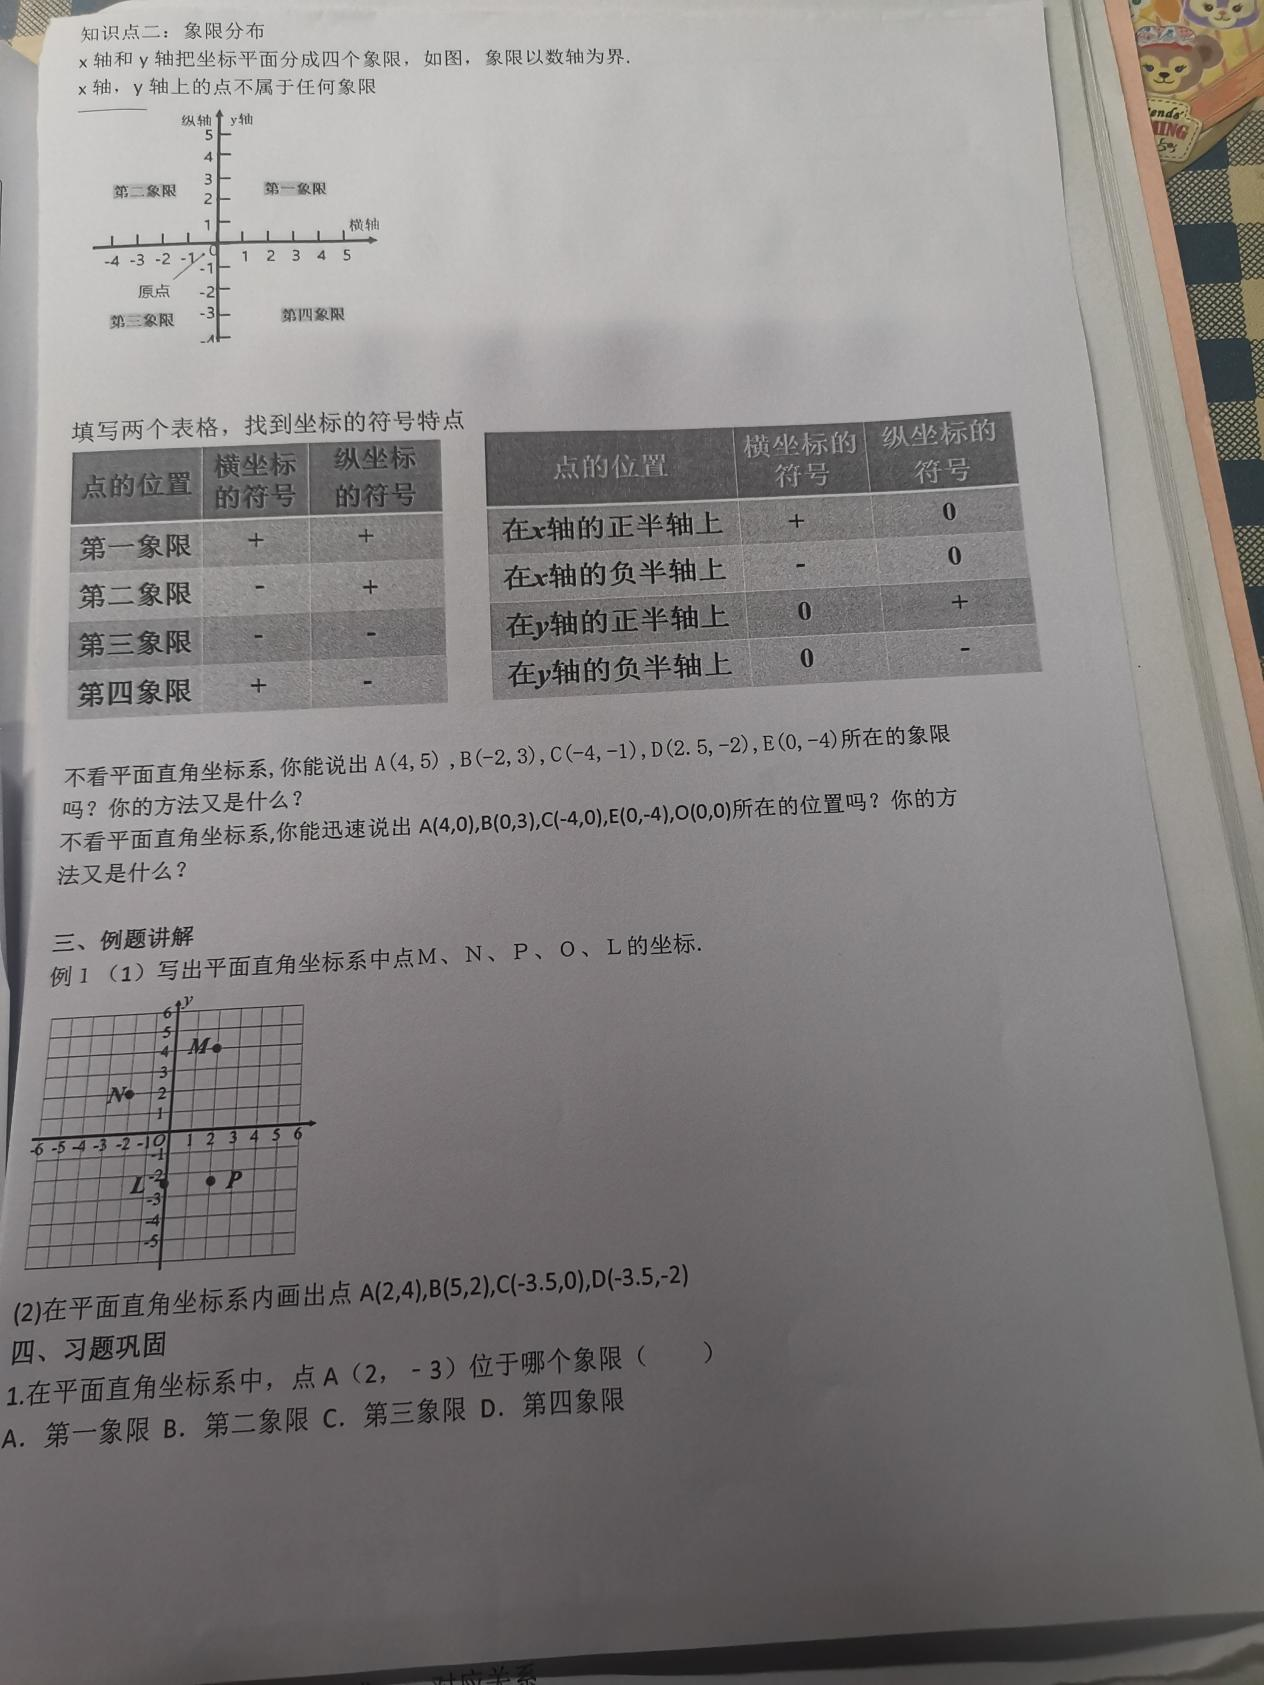 知识点二：象限分布
x 轴和 y 轴把坐标平面分成四个象限，如图，象限以数轴为界.
x 轴，y 轴上的点不属于任何象限
纵轴 y轴
5
4
3
第二象限 第一象限
2
1
横轴
-4 -3 -2 -1 0 1 2 3 4 5
-1
原点 -2
第三象限 -3 第四象限
-4
填写两个表格，找到坐标的符号特点
点的位置 横坐标的符号 纵坐标的符号
第一象限 + +
第二象限 - +
第三象限 - -
第四象限 + -
点的位置 横坐标的符号 纵坐标的符号
在x轴的正半轴上 + 0
在x轴的负半轴上 - 0
在y轴的正半轴上 0 +
在y轴的负半轴上 0 -
不看平面直角坐标系,你能说出 A(4,5) ,B(-2,3),C(-4,-1),D(2.5,-2),E(0,-4)所在的象限
吗？你的方法又是什么？
不看平面直角坐标系,你能迅速说出 A(4,0),B(0,3),C(-4,0),E(0,-4),O(0,0)所在的位置吗？你的方
法又是什么？
三、例题讲解
例１（1）写出平面直角坐标系中点M、N、P、O、L的坐标.
y
6
5
M 4
3
N 2
1
-6 -5 -4 -3 -2 -1 O 1 2 3 4 5 6
-1
L -2 P
-3
-4
-5
(2)在平面直角坐标系内画出点 A(2,4),B(5,2),C(-3.5,0),D(-3.5,-2)
四、习题巩固
1.在平面直角坐标系中，点 A（2，﹣3）位于哪个象限（　　）
A．第一象限 B．第二象限 C．第三象限 D．第四象限
对应关系